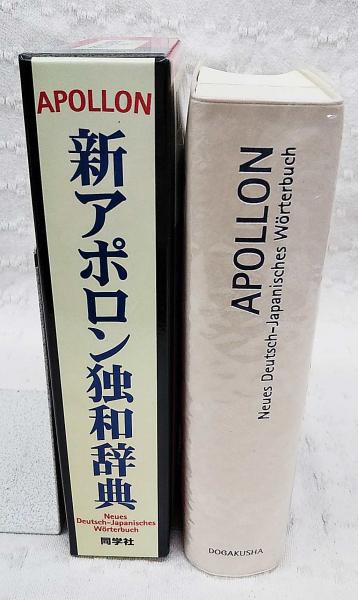 APOLLON
新アポロン独和辞典
Neues
Deutsch-Japanisches
Wörterbuch
同学社
APOLLON
Neues Deutsch-Japanisches Wörterbuch
DOGAKUSHA